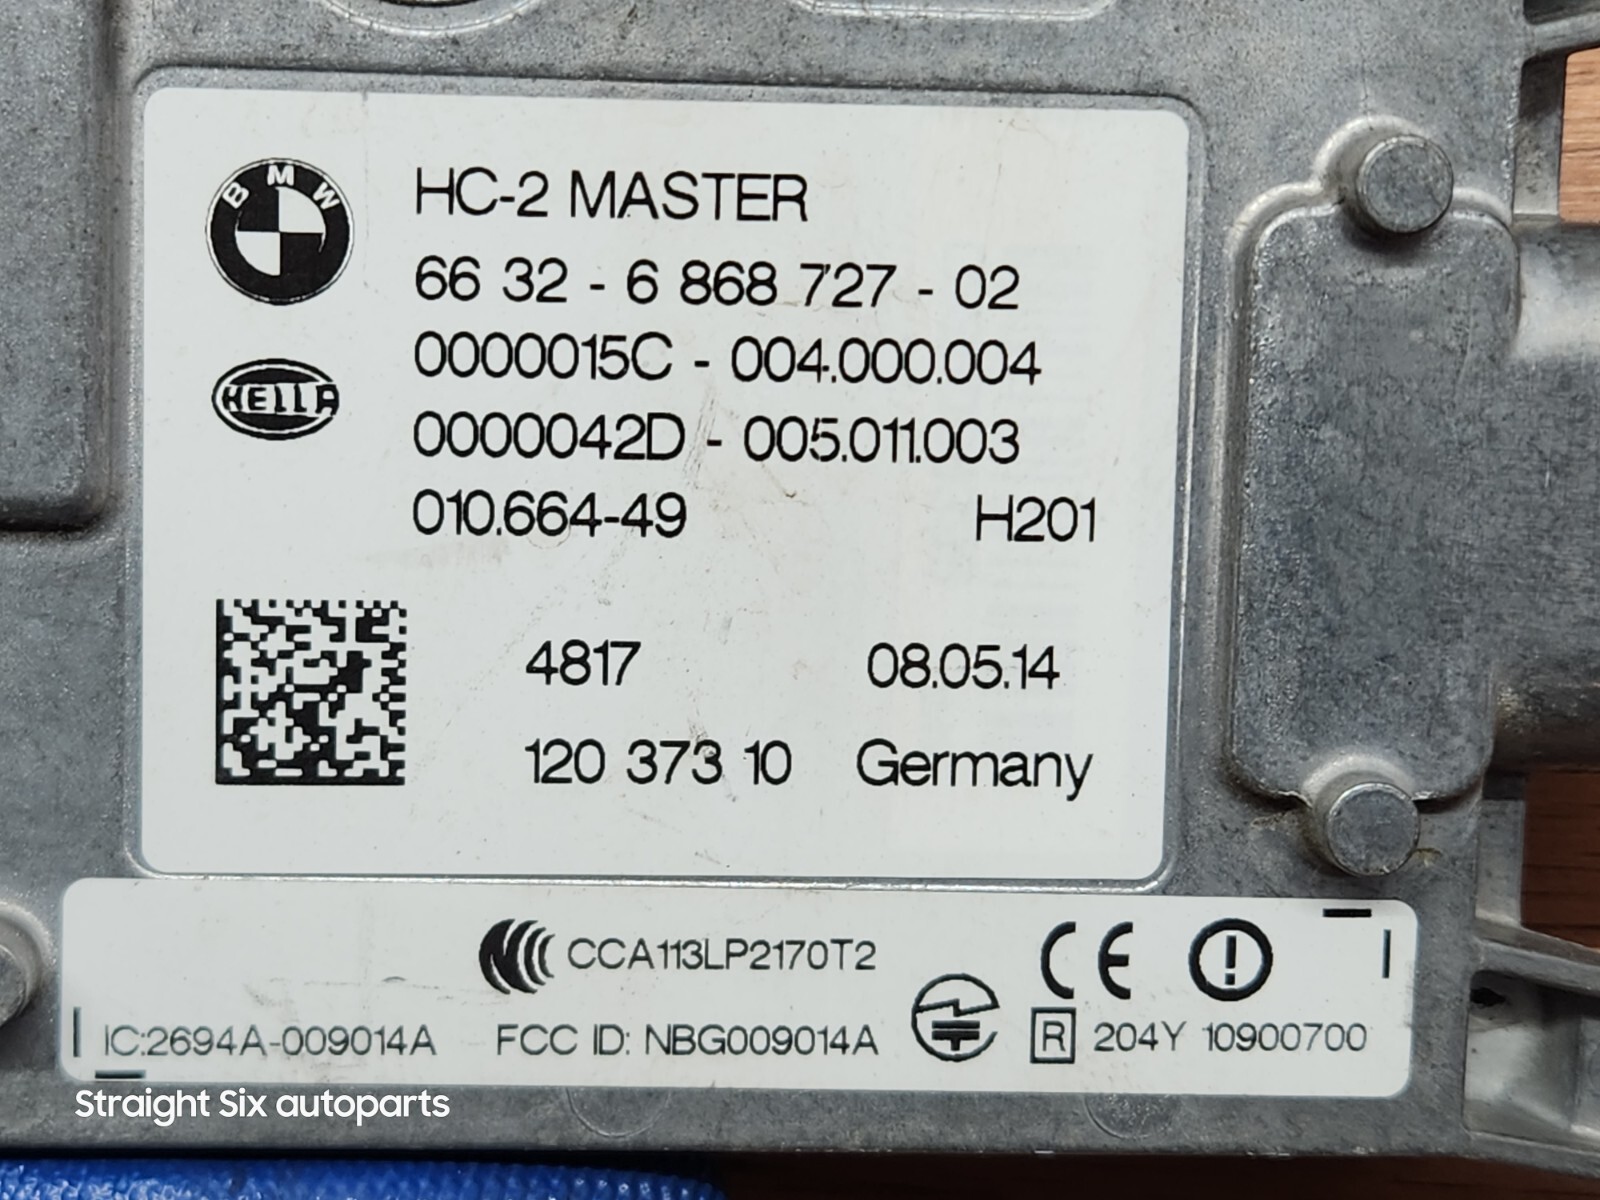 BMW
HC-2 MASTER
66 32 - 6 868 727 - 02
0000015C - 004.000.004
HELLA
0000042D - 005.011.003
010.664-49 H201
4817 08.05.14
120 373 10 Germany
CCA113LP2170T2 CE
IC:2694A-009014A FCC ID: NBG009014A R 204Y 10900700
Straight Six autoparts